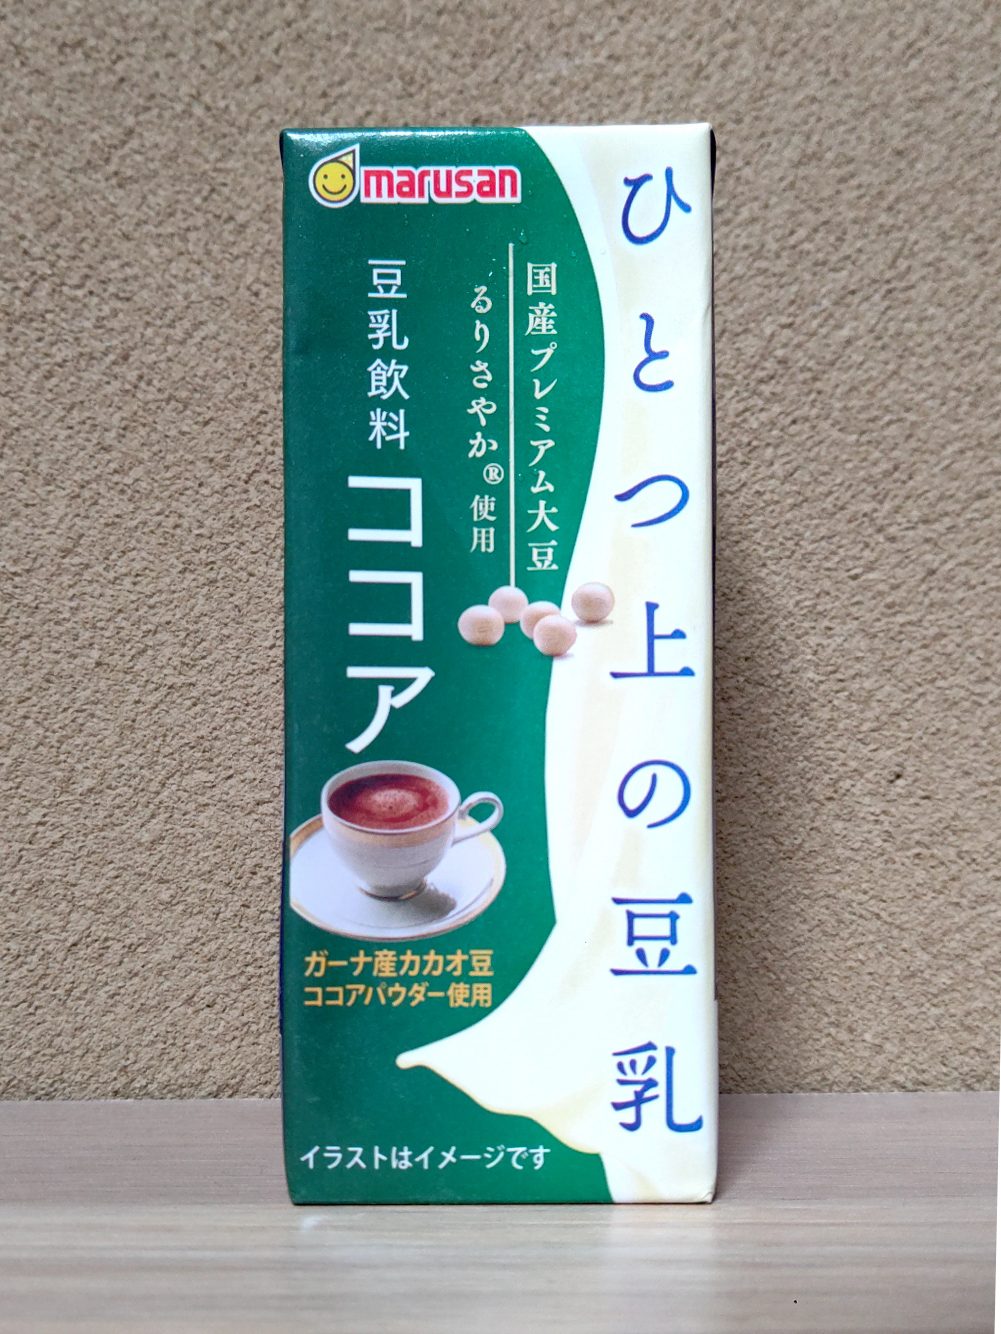 marusan
ひとつ上の豆乳
国産プレミアム大豆
るりさやか®使用
豆乳飲料
ココア
ガーナ産カカオ豆
ココアパウダー使用
イラストはイメージです